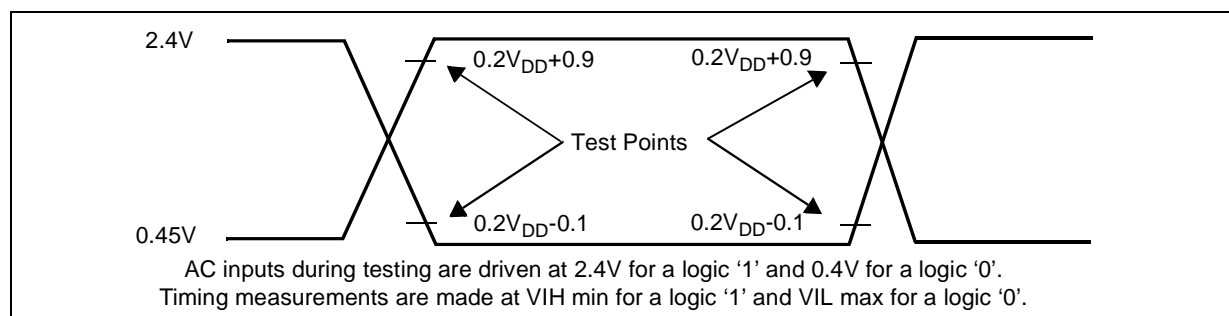 2.4V
0.2VDD+0.9
0.2VDD+0.9
Test Points
0.2VDD-0.1
0.2VDD-0.1
0.45V
AC inputs during testing are driven at 2.4V for a logic ‘1’ and 0.4V for a logic ‘0’.
Timing measurements are made at VIH min for a logic ‘1’ and VIL max for a logic ‘0’.